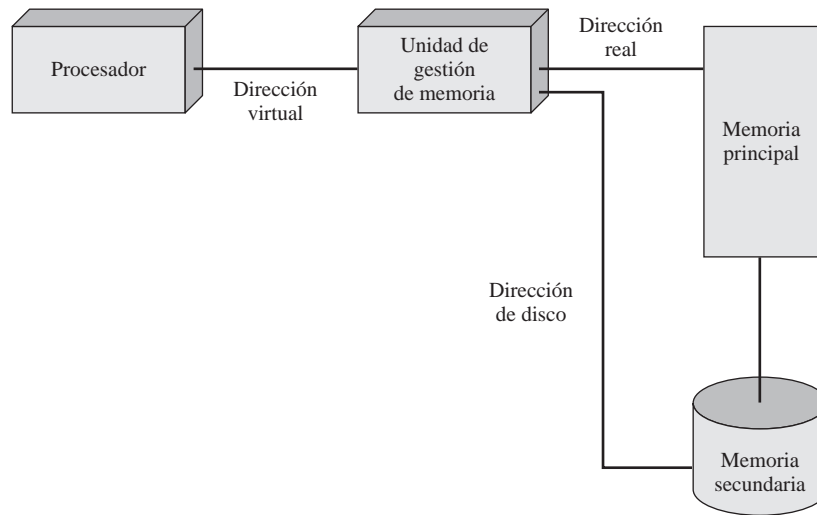 Procesador
Dirección
virtual
Unidad de
gestión
de memoria
Dirección
real
Memoria
principal
Dirección
de disco
Memoria
secundaria